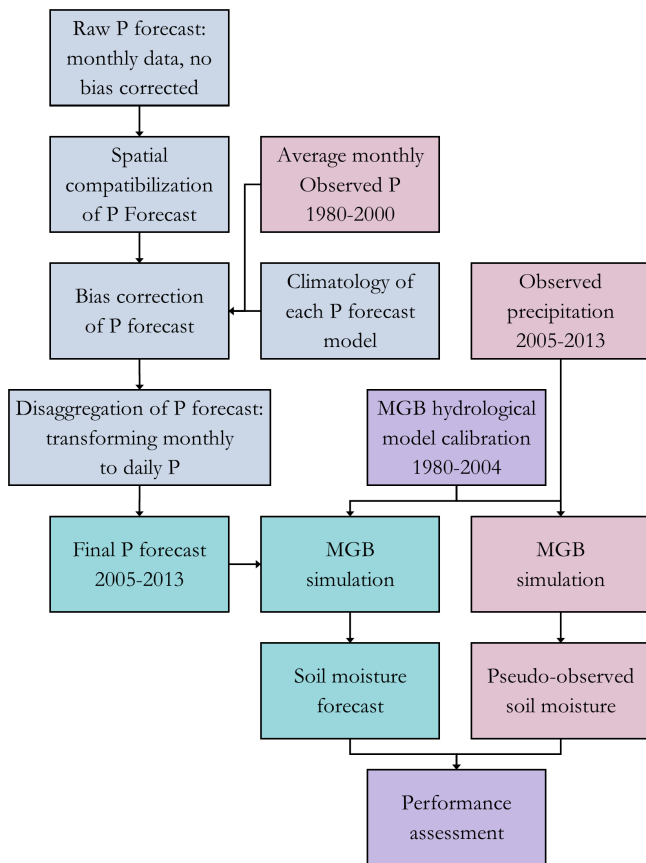 Raw P forecast:
monthly data, no
bias corrected
Spatial
compatibilization
of P Forecast
Average monthly
Observed P
1980-2000
Bias correction
of P forecast
Climatology of
each P forecast
model
Observed
precipitation
2005-2013
Disaggregation of P forecast:
transforming monthly
to daily P
MGB hydrological
model calibration
1980-2004
Final P forecast
2005-2013
MGB
simulation
MGB
simulation
Soil moisture
forecast
Pseudo-observed
soil moisture
Performance
assessment